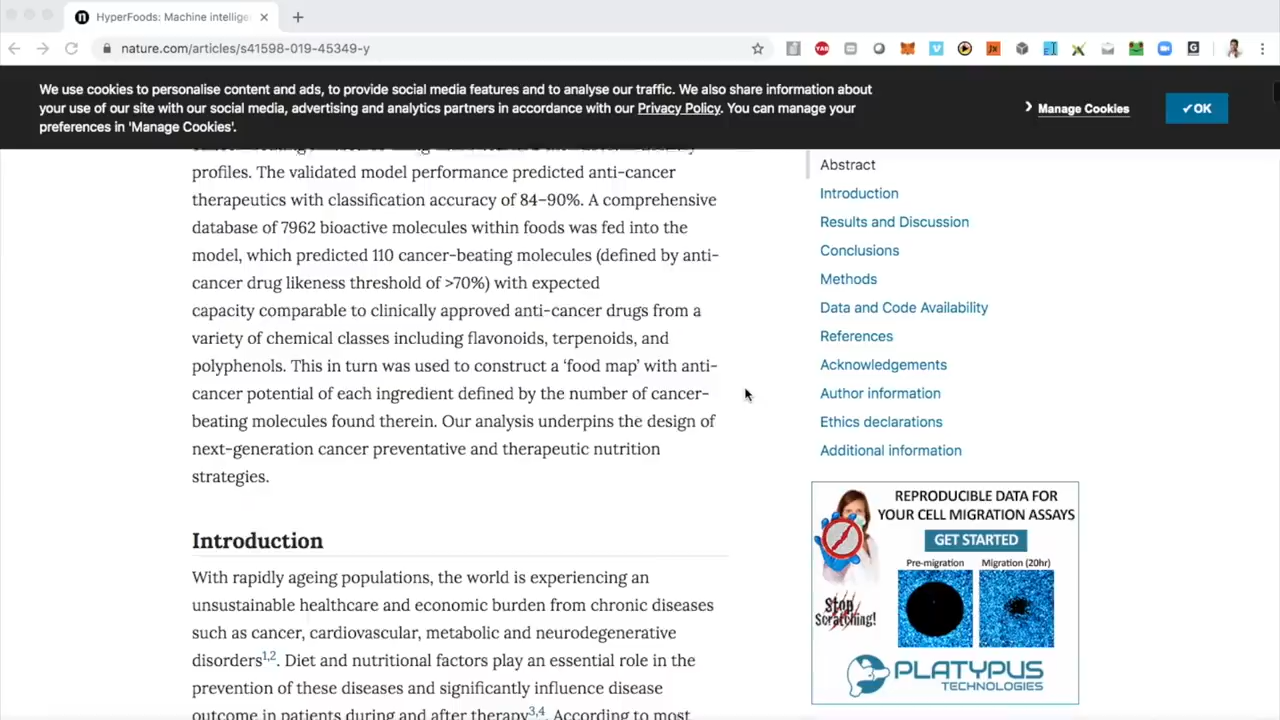 HyperFoods: Machine intellige
nature.com/articles/s41598-019-45349-y
We use cookies to personalise content and ads, to provide social media features and to analyse our traffic. We also share information
about your use of our site with our social media, advertising and analytics partners in accordance with our Privacy Policy. You can manage your
preferences in 'Manage Cookies'.
Manage Cookies
✓OK
profiles. The validated model performance predicted anti-cancer
therapeutics with classification accuracy of 84–90%. A comprehensive
database of 7962 bioactive molecules within foods was fed into the
model, which predicted 110 cancer-beating molecules (defined by anti-
cancer drug likeness threshold of >70%) with expected
capacity comparable to clinically approved anti-cancer drugs from a
variety of chemical classes including flavonoids, terpenoids, and
polyphenols. This in turn was used to construct a ‘food map’ with anti-
cancer potential of each ingredient defined by the number of cancer-
beating molecules found therein. Our analysis underpins the design of
next-generation cancer preventative and therapeutic nutrition
strategies.
Introduction
With rapidly ageing populations, the world is experiencing an
unsustainable healthcare and economic burden from chronic diseases
such as cancer, cardiovascular, metabolic and neurodegenerative
disorders1,2. Diet and nutritional factors play an essential role in the
prevention of these diseases and significantly influence disease
outcome in patients during and after therapy3,4. According to most
Abstract
Introduction
Results and Discussion
Conclusions
Methods
Data and Code Availability
References
Acknowledgements
Author information
Ethics declarations
Additional information
REPRODUCIBLE DATA FOR
YOUR CELL MIGRATION ASSAYS
GET STARTED
Pre-migration Migration (20hr)
Stop
Scratching!
PLATYPUS
TECHNOLOGIES